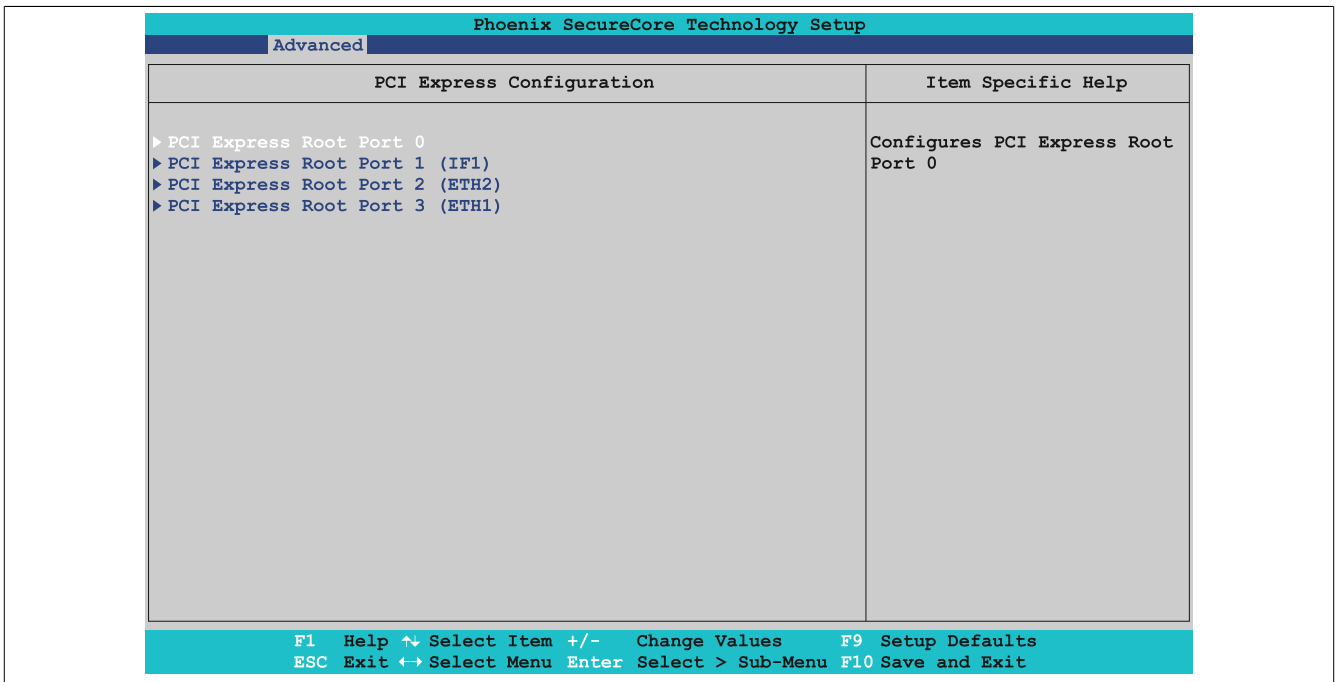 Phoenix SecureCore Technology Setup
Advanced
PCI Express Configuration
Item Specific Help
PCI Express Root Port 0
PCI Express Root Port 1 (IF1)
PCI Express Root Port 2 (ETH2)
PCI Express Root Port 3 (ETH1)
Configures PCI Express Root
Port 0
F1 Help ↑↓ Select Item +/- Change Values F9 Setup Defaults
ESC Exit ←→ Select Menu Enter Select > Sub-Menu F10 Save and Exit